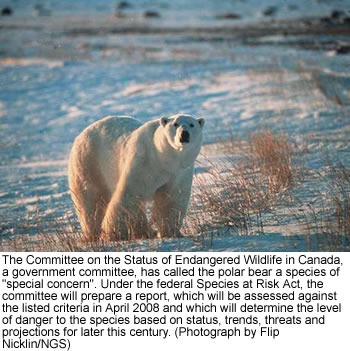 The Committee on the Status of Endangered Wildlife in Canada,
a government committee, has called the polar bear a species of
"special concern". Under the federal Species at Risk Act, the
committee will prepare a report, which will be assessed against
the listed criteria in April 2008 and which will determine the level
of danger to the species based on status, trends, threats and
projections for later this century. (Photograph by Flip
Nicklin/NGS)